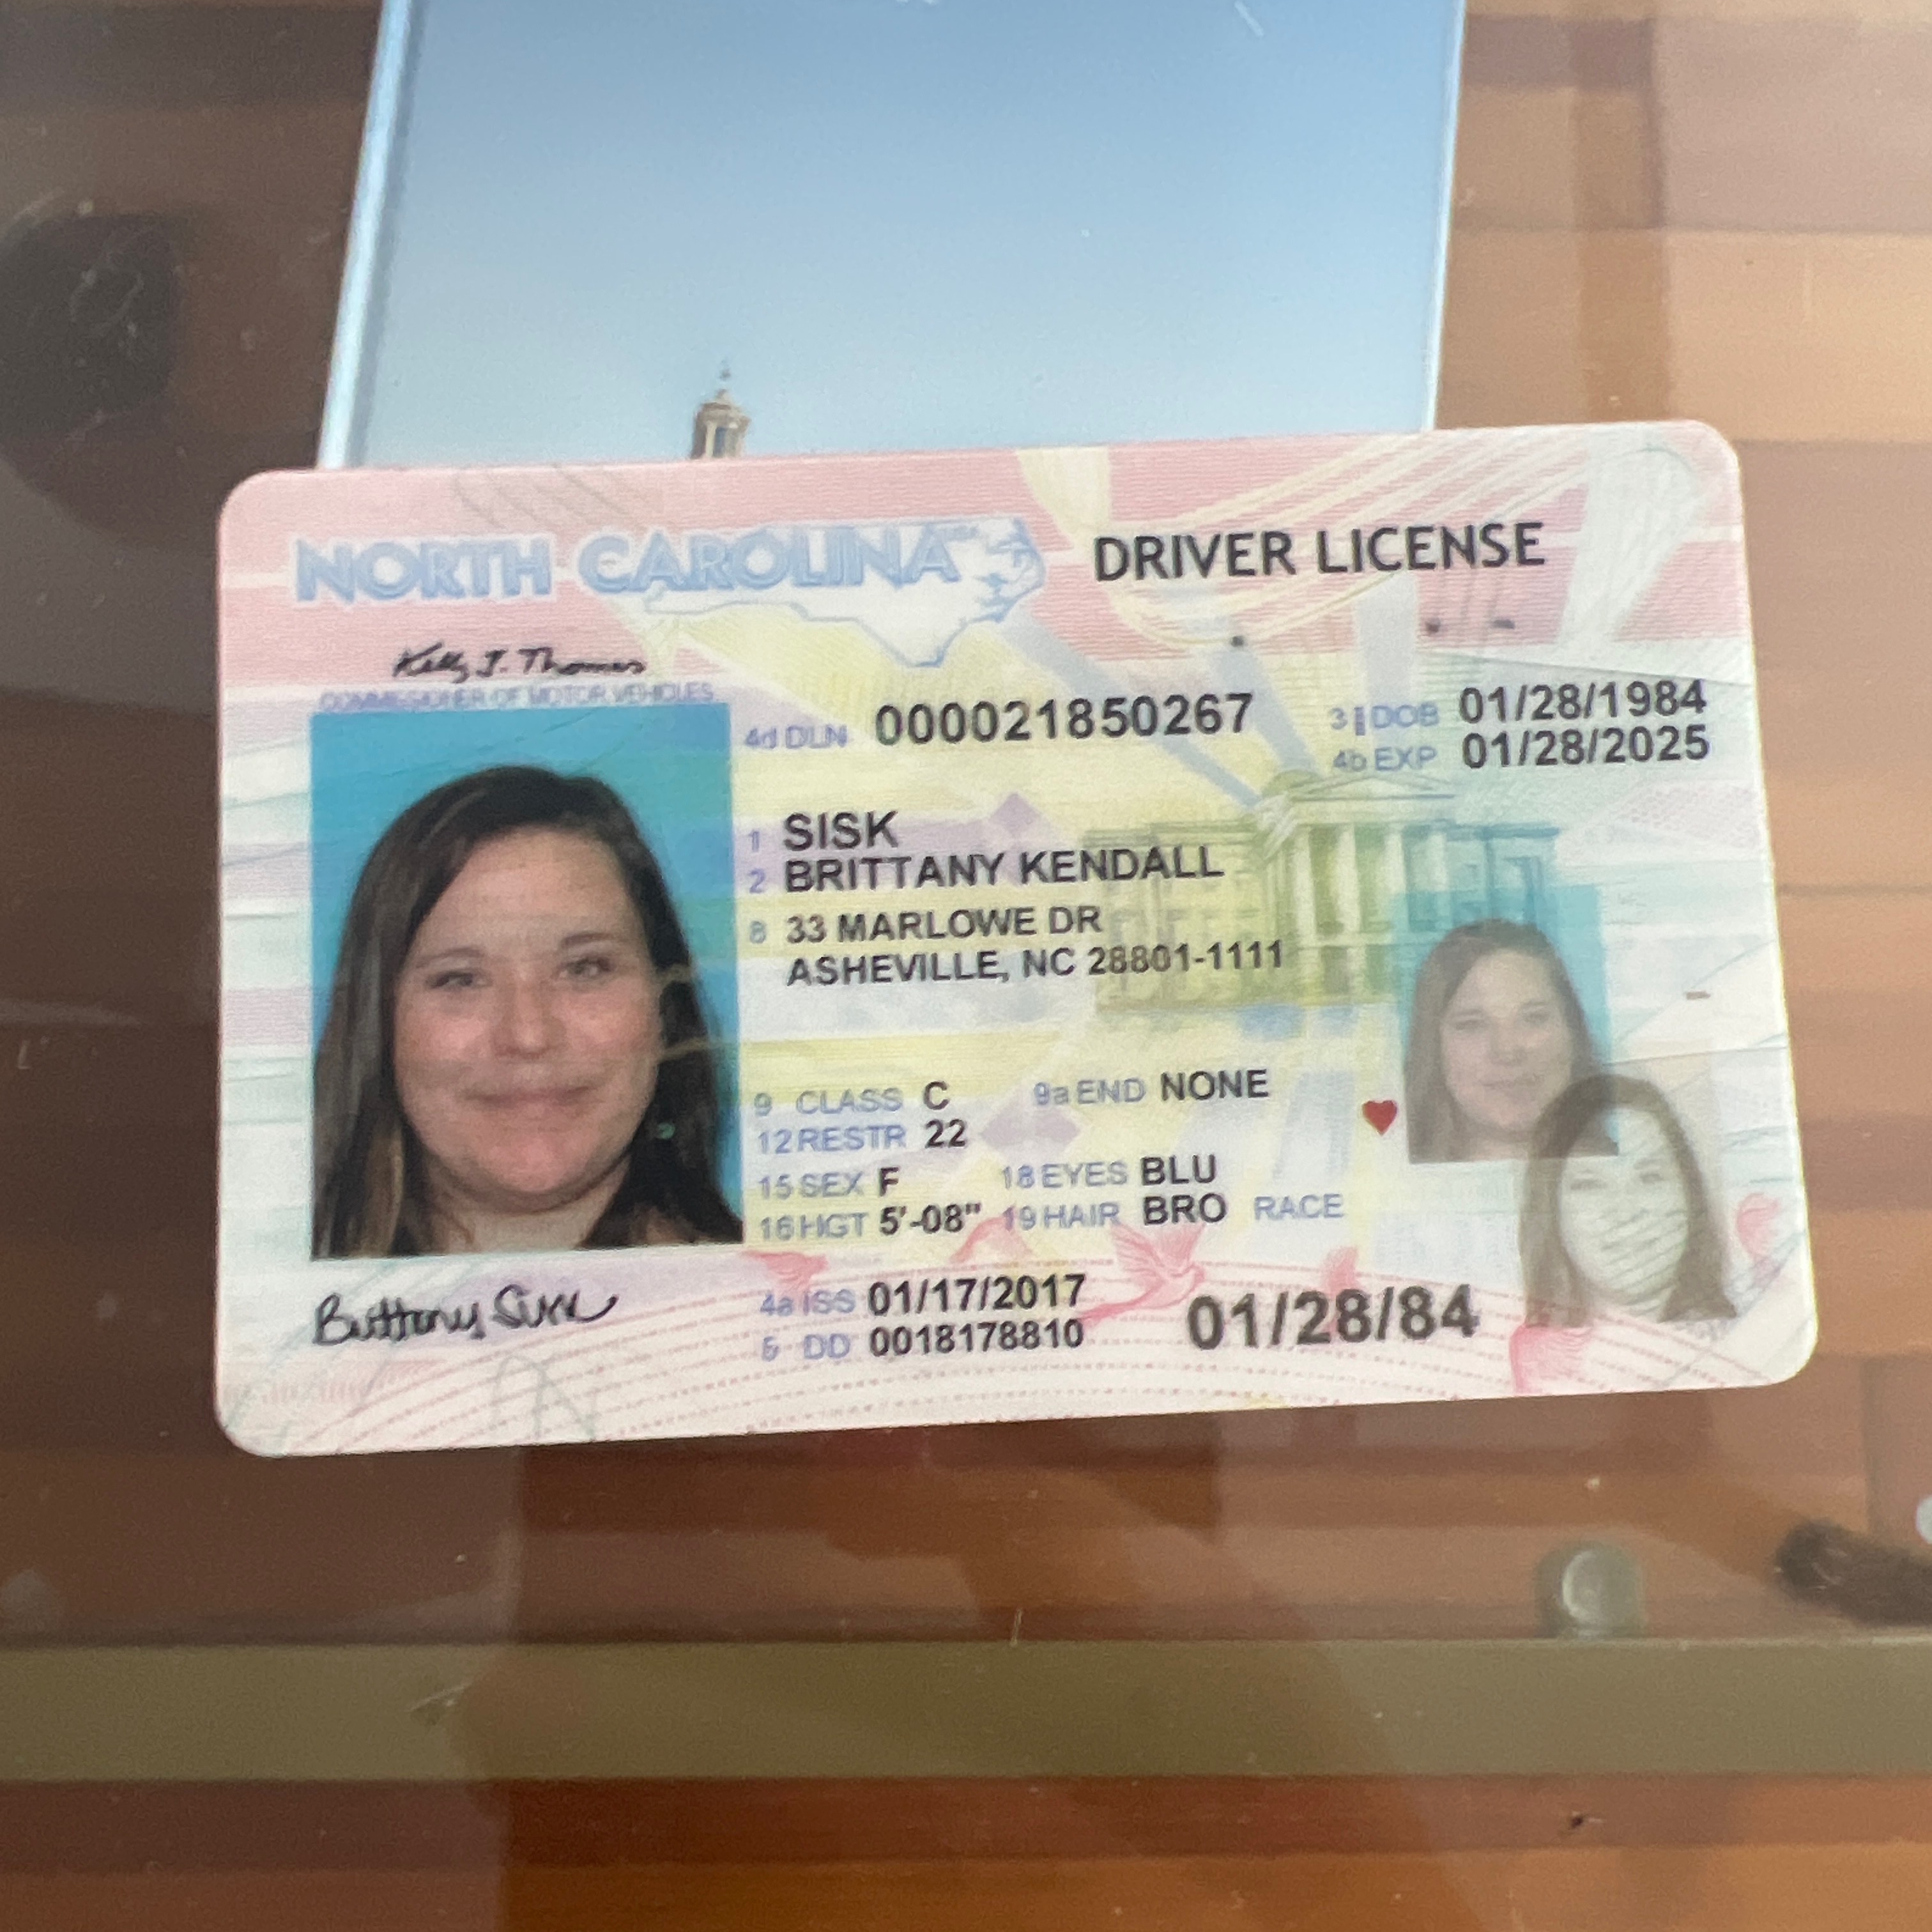 NORTH CAROLINA DRIVER LICENSE
Kelly J. Thomas
COMMISSIONER OF MOTOR VEHICLES
4d DLN 000021850267 3 DOB 01/28/1984
4b EXP 01/28/2025
1 SISK
2 BRITTANY KENDALL
8 33 MARLOWE DR
ASHEVILLE, NC 28801-1111
9 CLASS C 9a END NONE
12 RESTR 22
15 SEX F 18 EYES BLU
16 HGT 5'-08" 19 HAIR BRO RACE
Brittany Sisk
4a ISS 01/17/2017
5 DD 0018178810
01/28/84